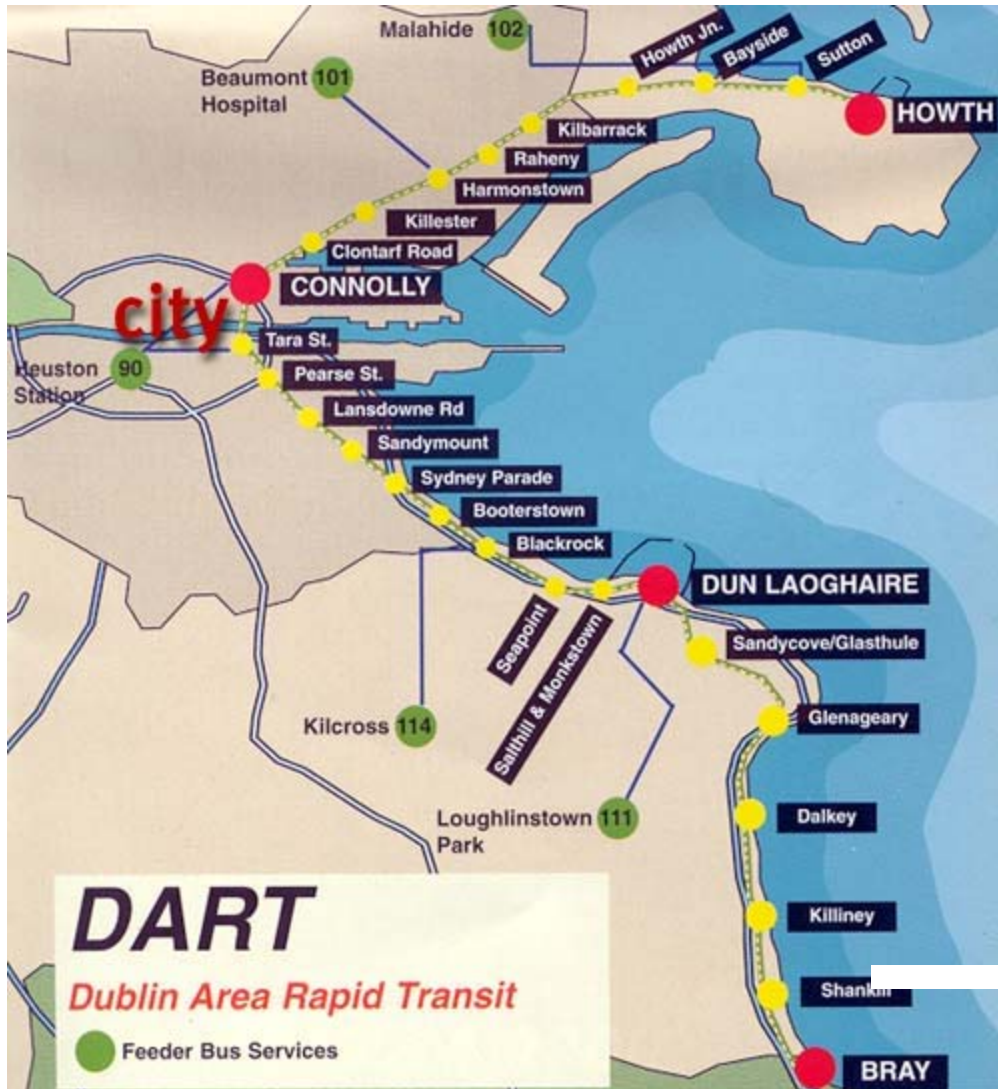 Malahide 102
Howth Jn.
Bayside
Sutton
HOWTH
Beaumont 101
Hospital
Kilbarrack
Raheny
Harmonstown
Killester
Clontarf Road
CONNOLLY
city
Tara St.
Heuston 90
Station
Pearse St.
Lansdowne Rd
Sandymount
Sydney Parade
Booterstown
Blackrock
Seapoint
Salthill & Monkstown
DUN LAOGHAIRE
Sandycove/Glasthule
Glenageary
Kilcross 114
Loughlinstown 111
Park
Dalkey
Killiney
Shankill
BRAY
DART
Dublin Area Rapid Transit
Feeder Bus Services